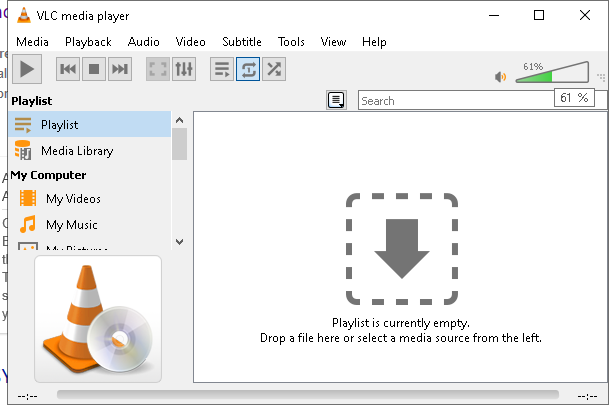 VLC media player
Media Playback Audio Video Subtitle Tools View Help
61%
Playlist
Search
61 %
Playlist
Media Library
My Computer
My Videos
My Music
My Pictures
Playlist is currently empty.
Drop a file here or select a media source from the left.
--:-- --:--